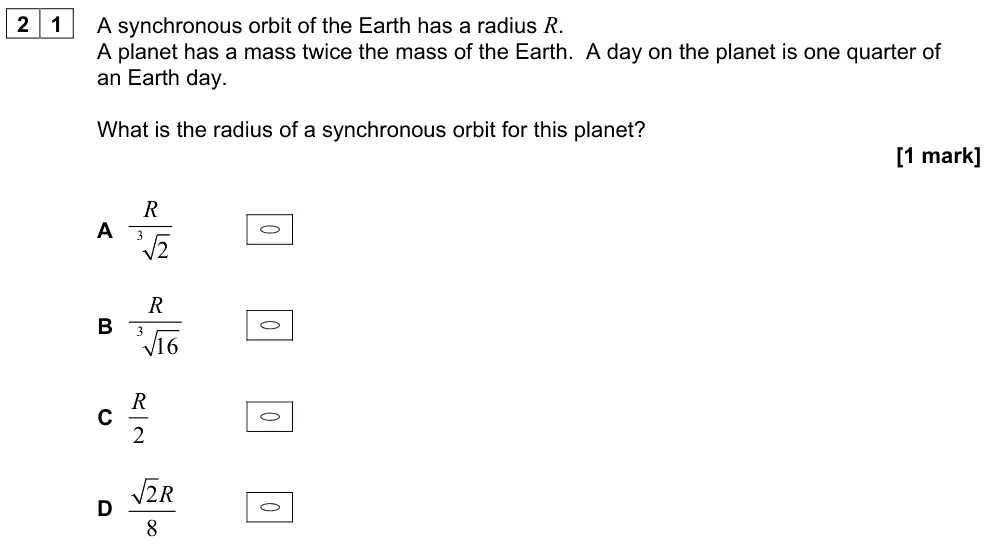 2 1 A synchronous orbit of the Earth has a radius R.
A planet has a mass twice the mass of the Earth. A day on the planet is one quarter of
an Earth day.
What is the radius of a synchronous orbit for this planet?
[1 mark]
A R/∛2
B R/∛16
C R/2
D √2R/8